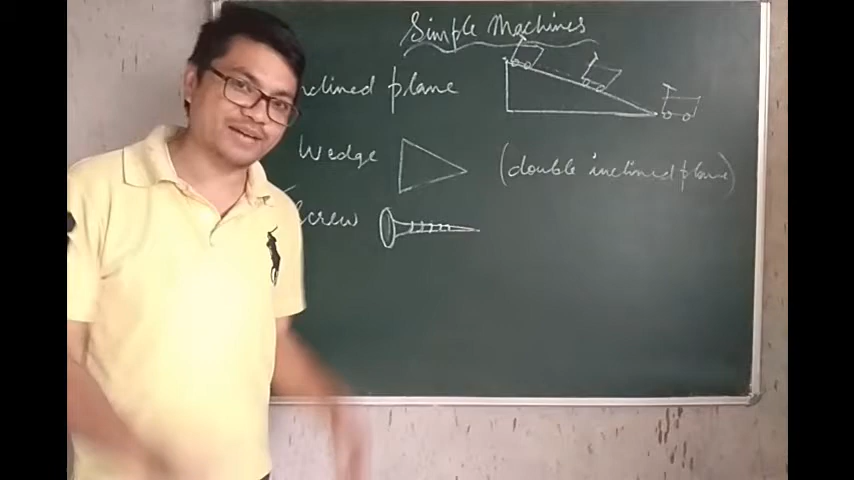 Simple Machines
nclined plane
Wedge
(double inclined plane)
crew